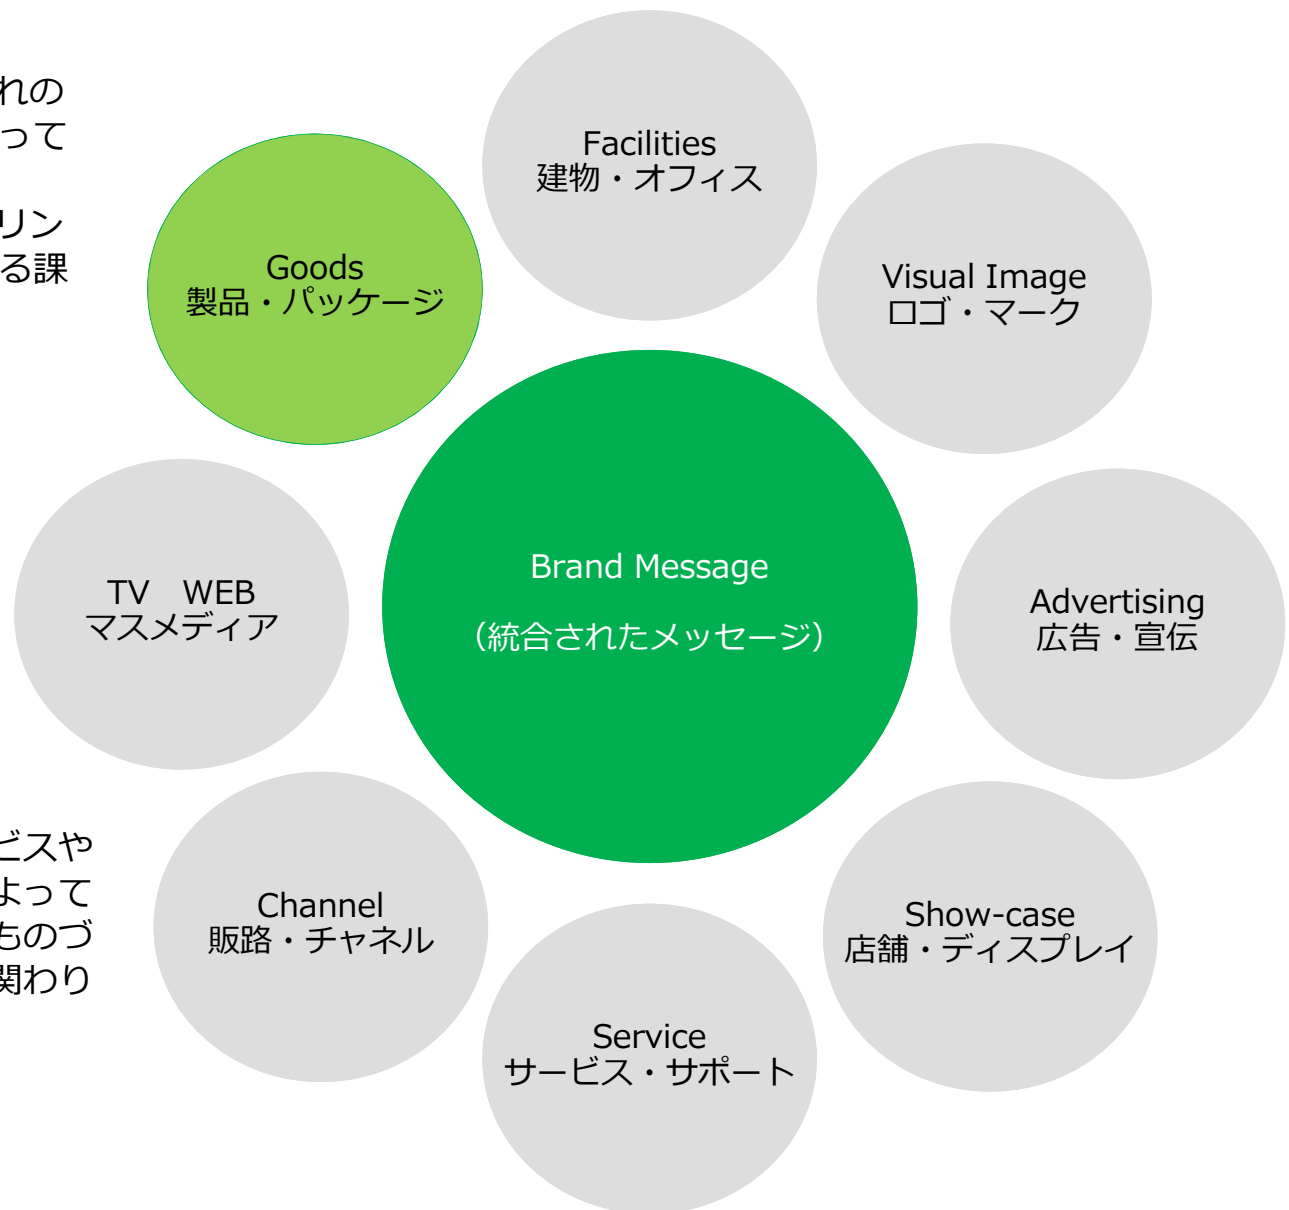 れの
って
リン
る課
Facilities
建物・オフィス
Goods
製品・パッケージ
Visual Image
ロゴ・マーク
TV　WEB
マスメディア
Brand Message
（統合されたメッセージ）
Advertising
広告・宣伝
ビスや
よって
ものづ
関わり
Channel
販路・チャネル
Show-case
店舗・ディスプレイ
Service
サービス・サポート